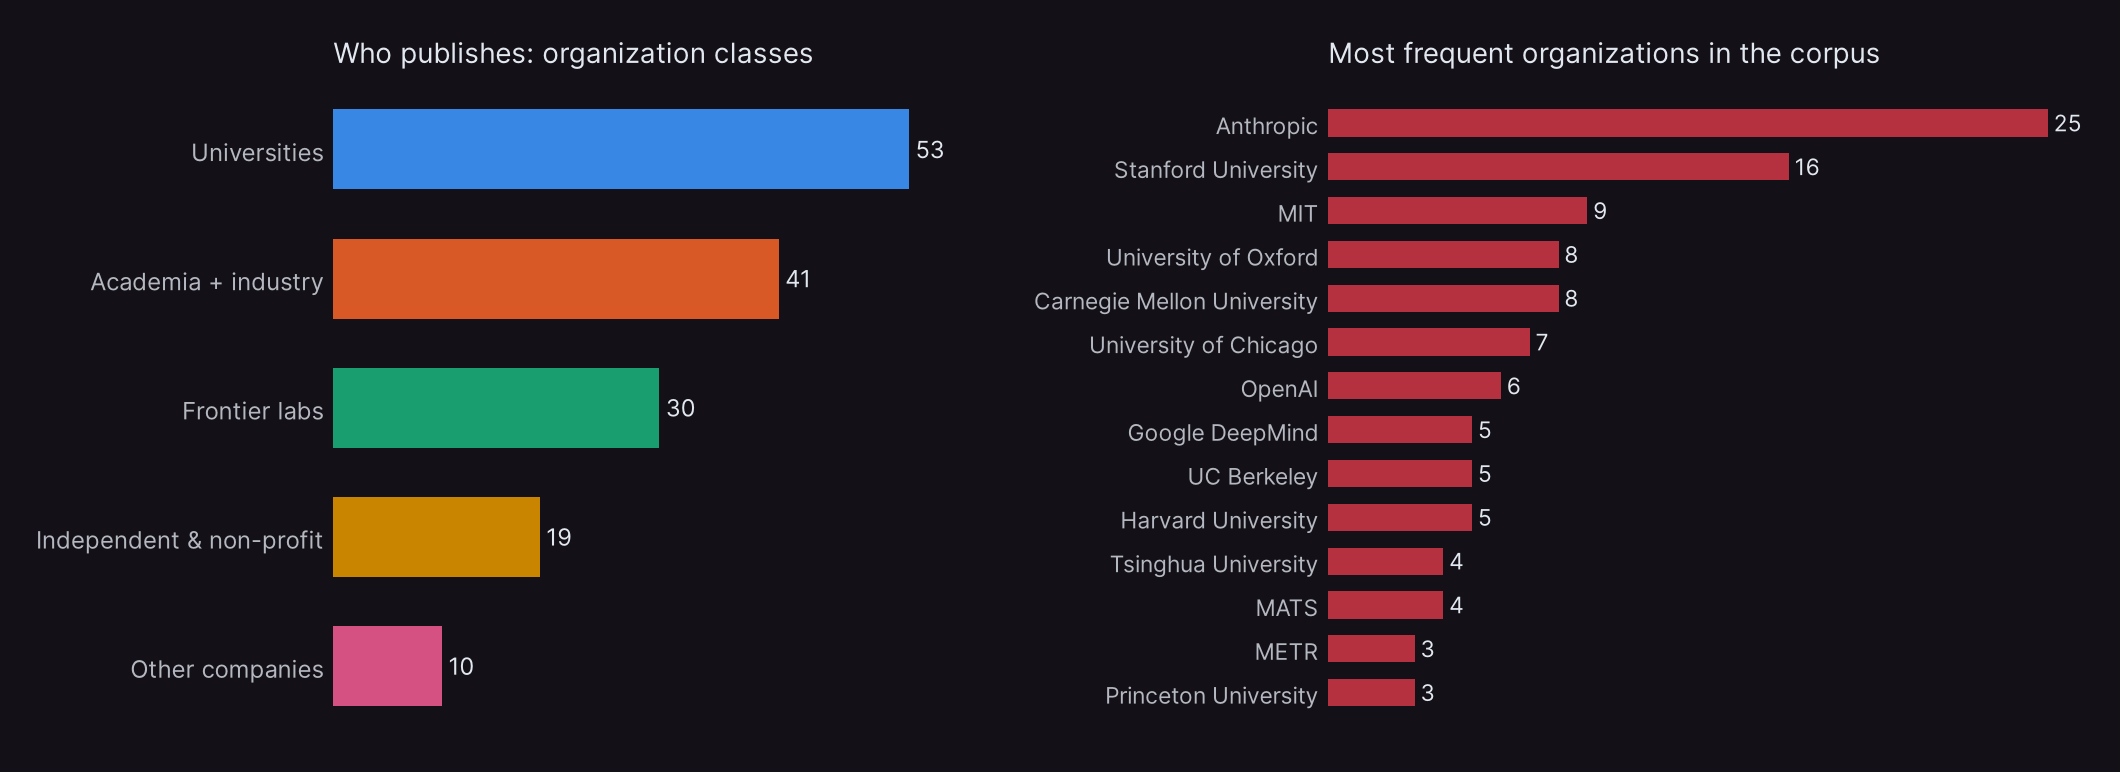 Who publishes: organization classes
Universities 53
Academia + industry 41
Frontier labs 30
Independent & non-profit 19
Other companies 10
Most frequent organizations in the corpus
Anthropic 25
Stanford University 16
MIT 9
University of Oxford 8
Carnegie Mellon University 8
University of Chicago 7
OpenAI 6
Google DeepMind 5
UC Berkeley 5
Harvard University 5
Tsinghua University 4
MATS 4
METR 3
Princeton University 3